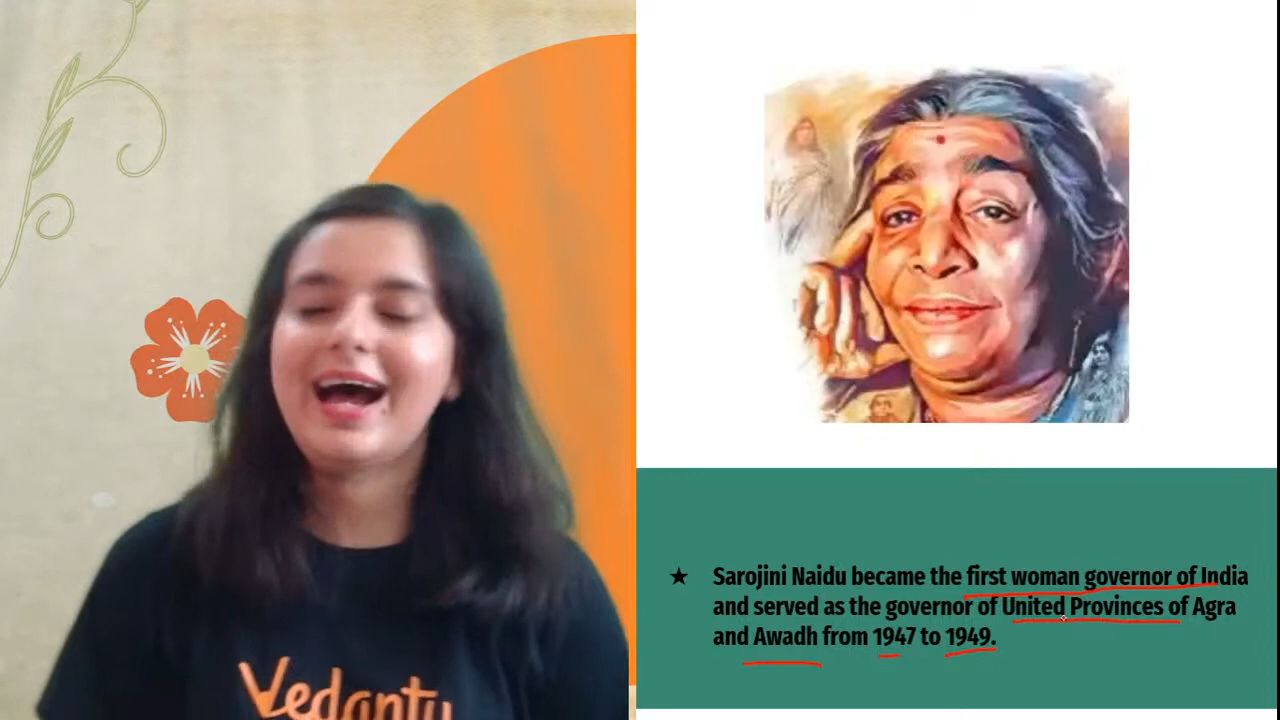 Vedantu
★ Sarojini Naidu became the first woman governor of India
and served as the governor of United Provinces of Agra
and Awadh from 1947 to 1949.